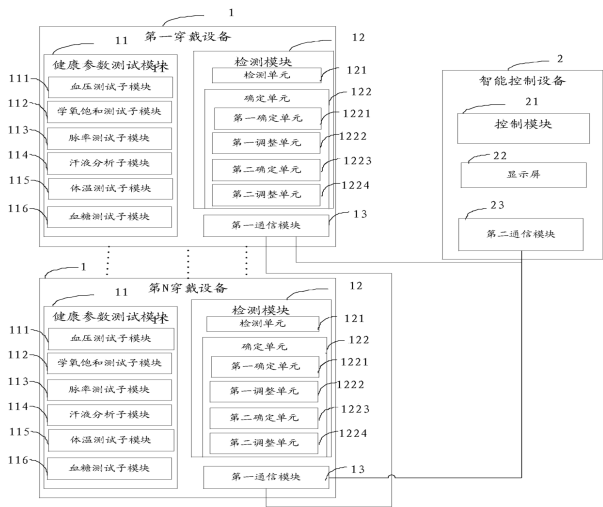 1
第一穿戴设备
11
健康参数测试模块
11
111
血压测试子模块
112
学氧饱和测试子模块
113
脉率测试子模块
114
汗液分析子模块
115
体温测试子模块
116
血糖测试子模块
12
检测模块
检测单元
121
确定单元
122
第一确定单元
1221
第一调整单元
1222
第二确定单元
1223
第二调整单元
1224
第一通信模块
13
2
智能控制设备
21
控制模块
22
显示屏
23
第二通信模块
1
第N穿戴设备
11
健康参数测试模块
11
111
血压测试子模块
112
学氧饱和测试子模块
113
脉率测试子模块
114
汗液分析子模块
115
体温测试子模块
116
血糖测试子模块
12
检测模块
检测单元
121
确定单元
122
第一确定单元
1221
第一调整单元
1222
第二确定单元
1223
第二调整单元
1224
第一通信模块
13